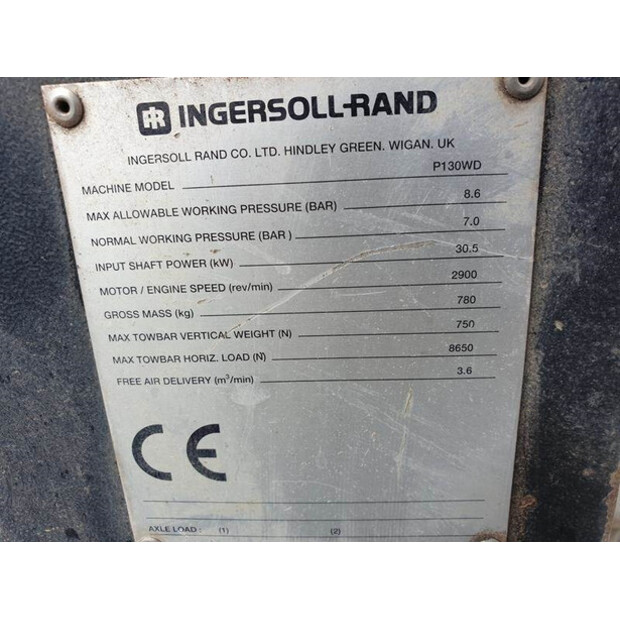 IR INGERSOLL-RAND
INGERSOLL RAND CO. LTD. HINDLEY GREEN. WIGAN. UK
MACHINE MODEL P130WD
MAX ALLOWABLE WORKING PRESSURE (BAR) 8.6
NORMAL WORKING PRESSURE (BAR ) 7.0
INPUT SHAFT POWER (kW) 30.5
MOTOR / ENGINE SPEED (rev/min) 2900
GROSS MASS (kg) 780
MAX TOWBAR VERTICAL WEIGHT (N) 750
MAX TOWBAR HORIZ. LOAD (N) 8650
FREE AIR DELIVERY (m³/min) 3.6
CE
AXLE LOAD : (1) (2)